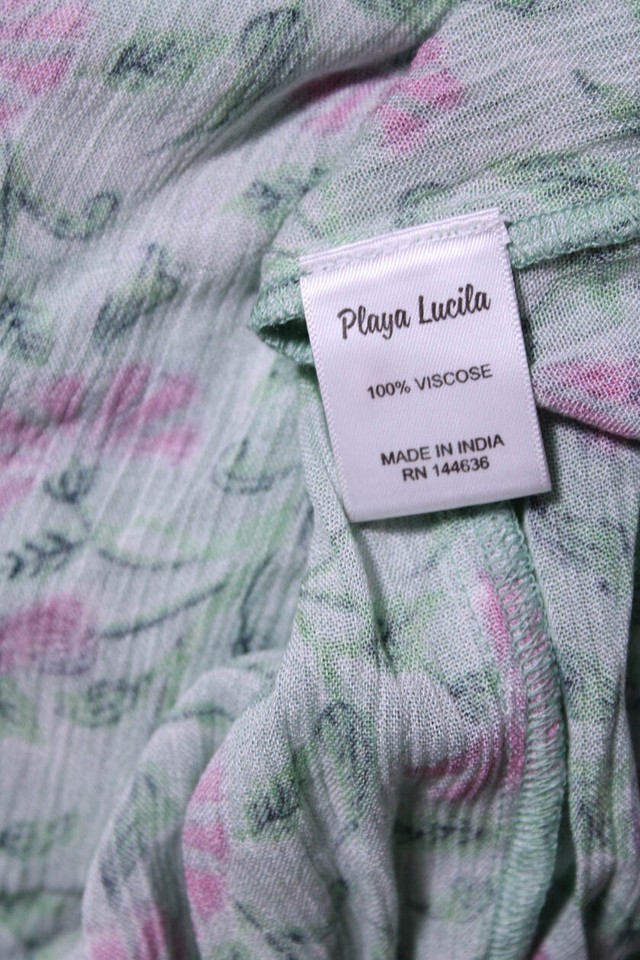 Playa Lucila
100% VISCOSE
MADE IN INDIA
RN 144636